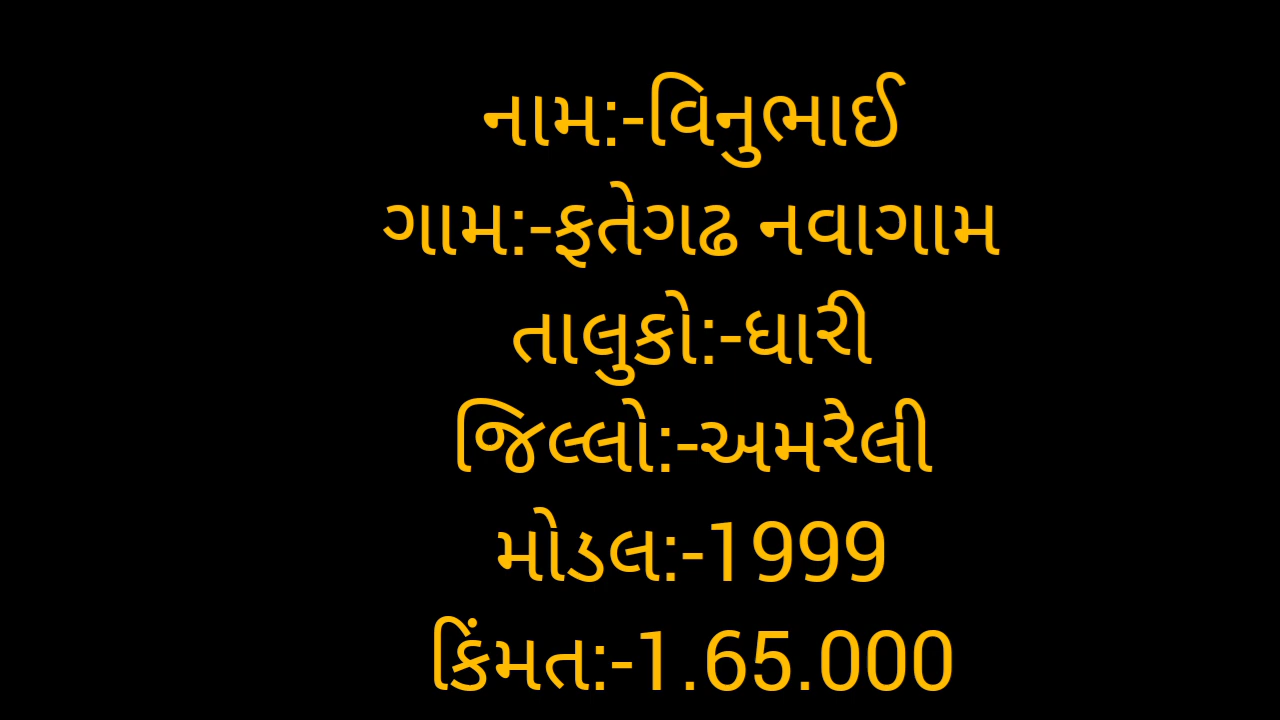 નામ:-વિનુભાઈ
ગામ:-ફતેગઢ નવાગામ
તાલુકો:-ધારી
જિલ્લો:-અમરેલી
મોડલ:-1999
કિંમત:-1.65.000